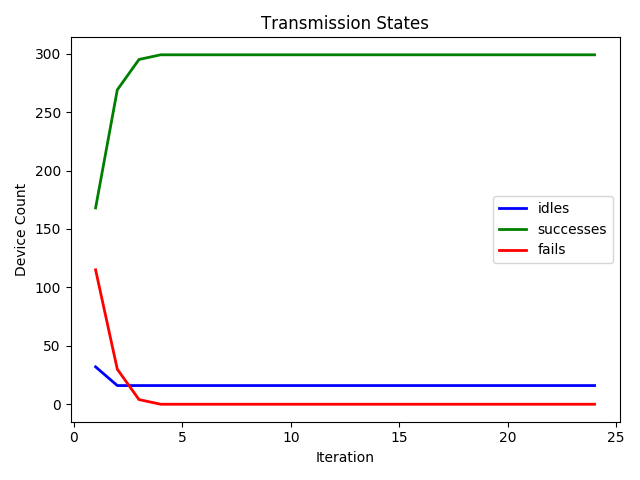 Transmission States
Device Count
300
250
200
150
100
50
0
idles
successes
fails
0
5
10
15
20
25
Iteration